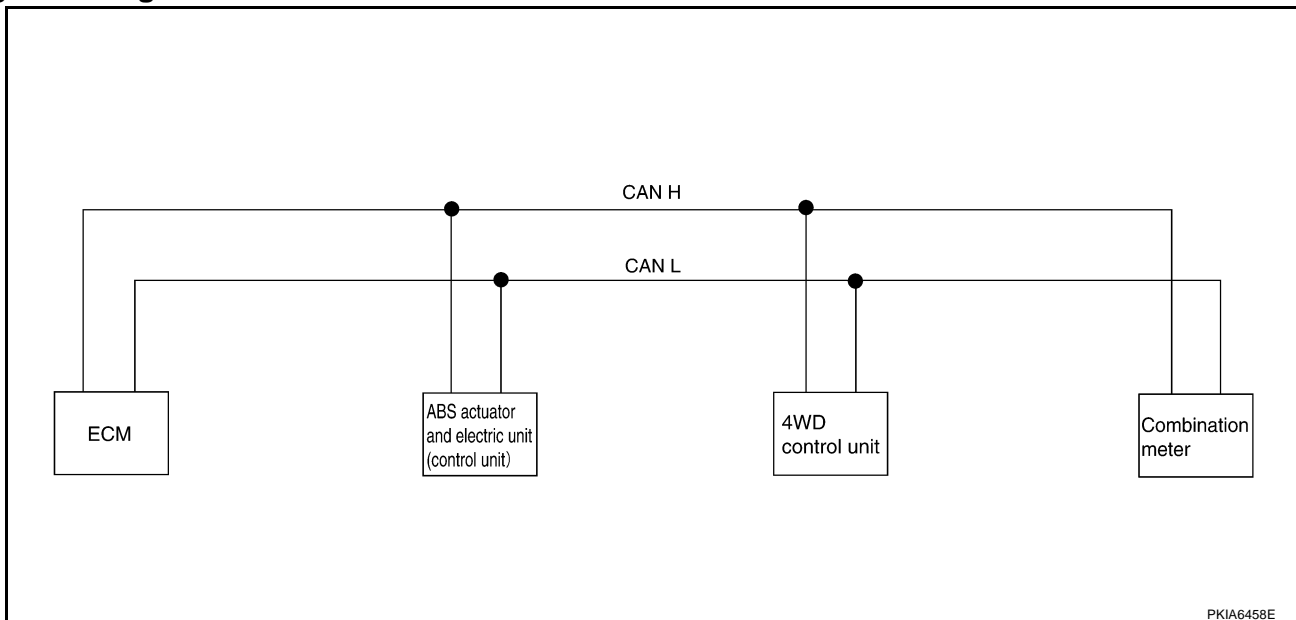 CAN H
CAN L
ECM
ABS actuator
and electric unit
(control unit)
4WD
control unit
Combination
meter
PKIA6458E